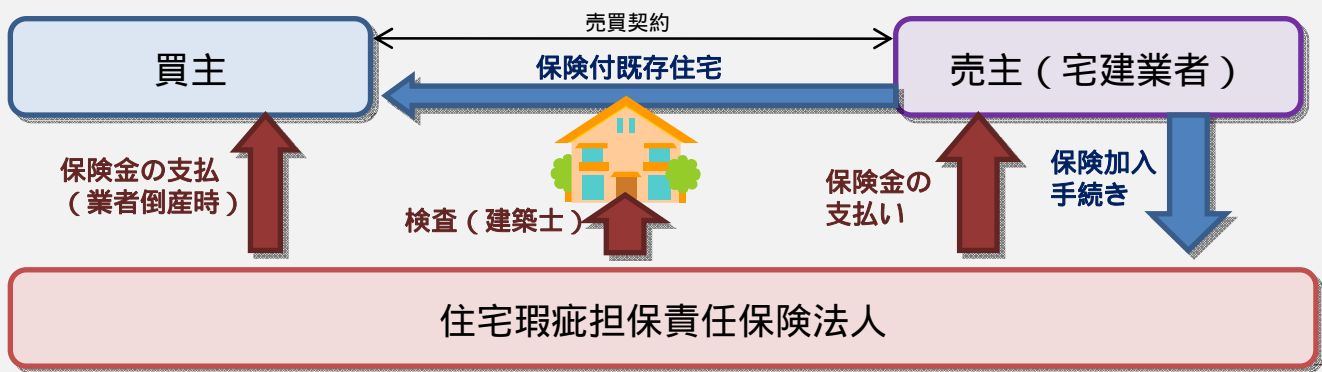 売買契約
買主
売主(宅建業者)
保険付既存住宅
保険金の支払
(業者倒産時)
検査(建築士)
保険金の
支払い
保険加入
手続き
住宅瑕疵担保責任保険法人